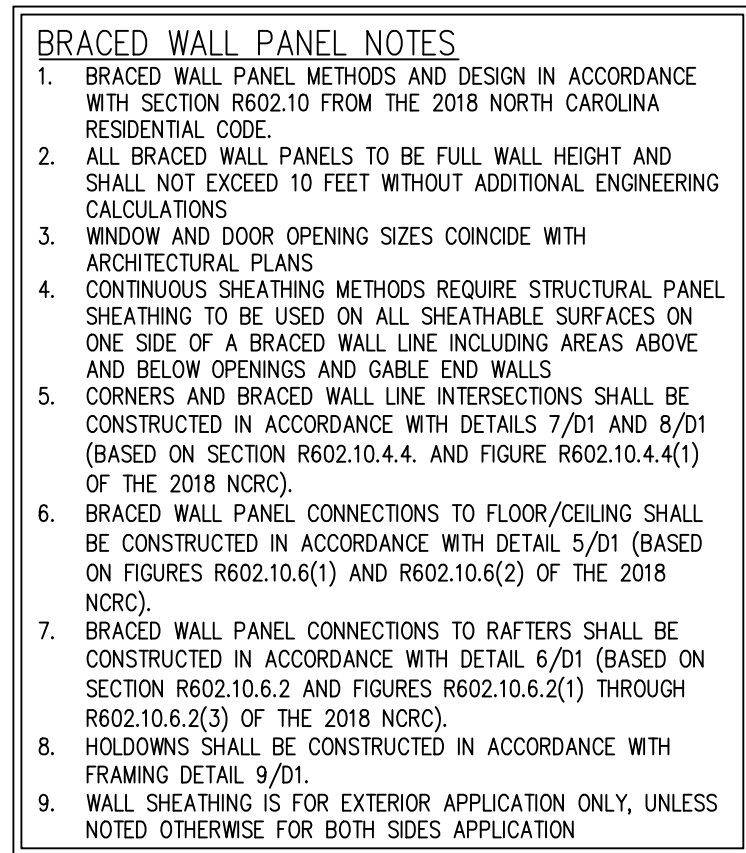 BRACED WALL PANEL NOTES
1. BRACED WALL PANEL METHODS AND DESIGN IN ACCORDANCE
WITH SECTION R602.10 FROM THE 2018 NORTH CAROLINA
RESIDENTIAL CODE.
2. ALL BRACED WALL PANELS TO BE FULL WALL HEIGHT AND
SHALL NOT EXCEED 10 FEET WITHOUT ADDITIONAL ENGINEERING
CALCULATIONS
3. WINDOW AND DOOR OPENING SIZES COINCIDE WITH
ARCHITECTURAL PLANS
4. CONTINUOUS SHEATHING METHODS REQUIRE STRUCTURAL PANEL
SHEATHING TO BE USED ON ALL SHEATHABLE SURFACES ON
ONE SIDE OF A BRACED WALL LINE INCLUDING AREAS ABOVE
AND BELOW OPENINGS AND GABLE END WALLS
5. CORNERS AND BRACED WALL LINE INTERSECTIONS SHALL BE
CONSTRUCTED IN ACCORDANCE WITH DETAILS 7/D1 AND 8/D1
(BASED ON SECTION R602.10.4.4. AND FIGURE R602.10.4.4(1)
OF THE 2018 NCRC).
6. BRACED WALL PANEL CONNECTIONS TO FLOOR/CEILING SHALL
BE CONSTRUCTED IN ACCORDANCE WITH DETAIL 5/D1 (BASED
ON FIGURES R602.10.6(1) AND R602.10.6(2) OF THE 2018
NCRC).
7. BRACED WALL PANEL CONNECTIONS TO RAFTERS SHALL BE
CONSTRUCTED IN ACCORDANCE WITH DETAIL 6/D1 (BASED ON
SECTION R602.10.6.2 AND FIGURES R602.10.6.2(1) THROUGH
R602.10.6.2(3) OF THE 2018 NCRC).
8. HOLDOWNS SHALL BE CONSTRUCTED IN ACCORDANCE WITH
FRAMING DETAIL 9/D1.
9. WALL SHEATHING IS FOR EXTERIOR APPLICATION ONLY, UNLESS
NOTED OTHERWISE FOR BOTH SIDES APPLICATION